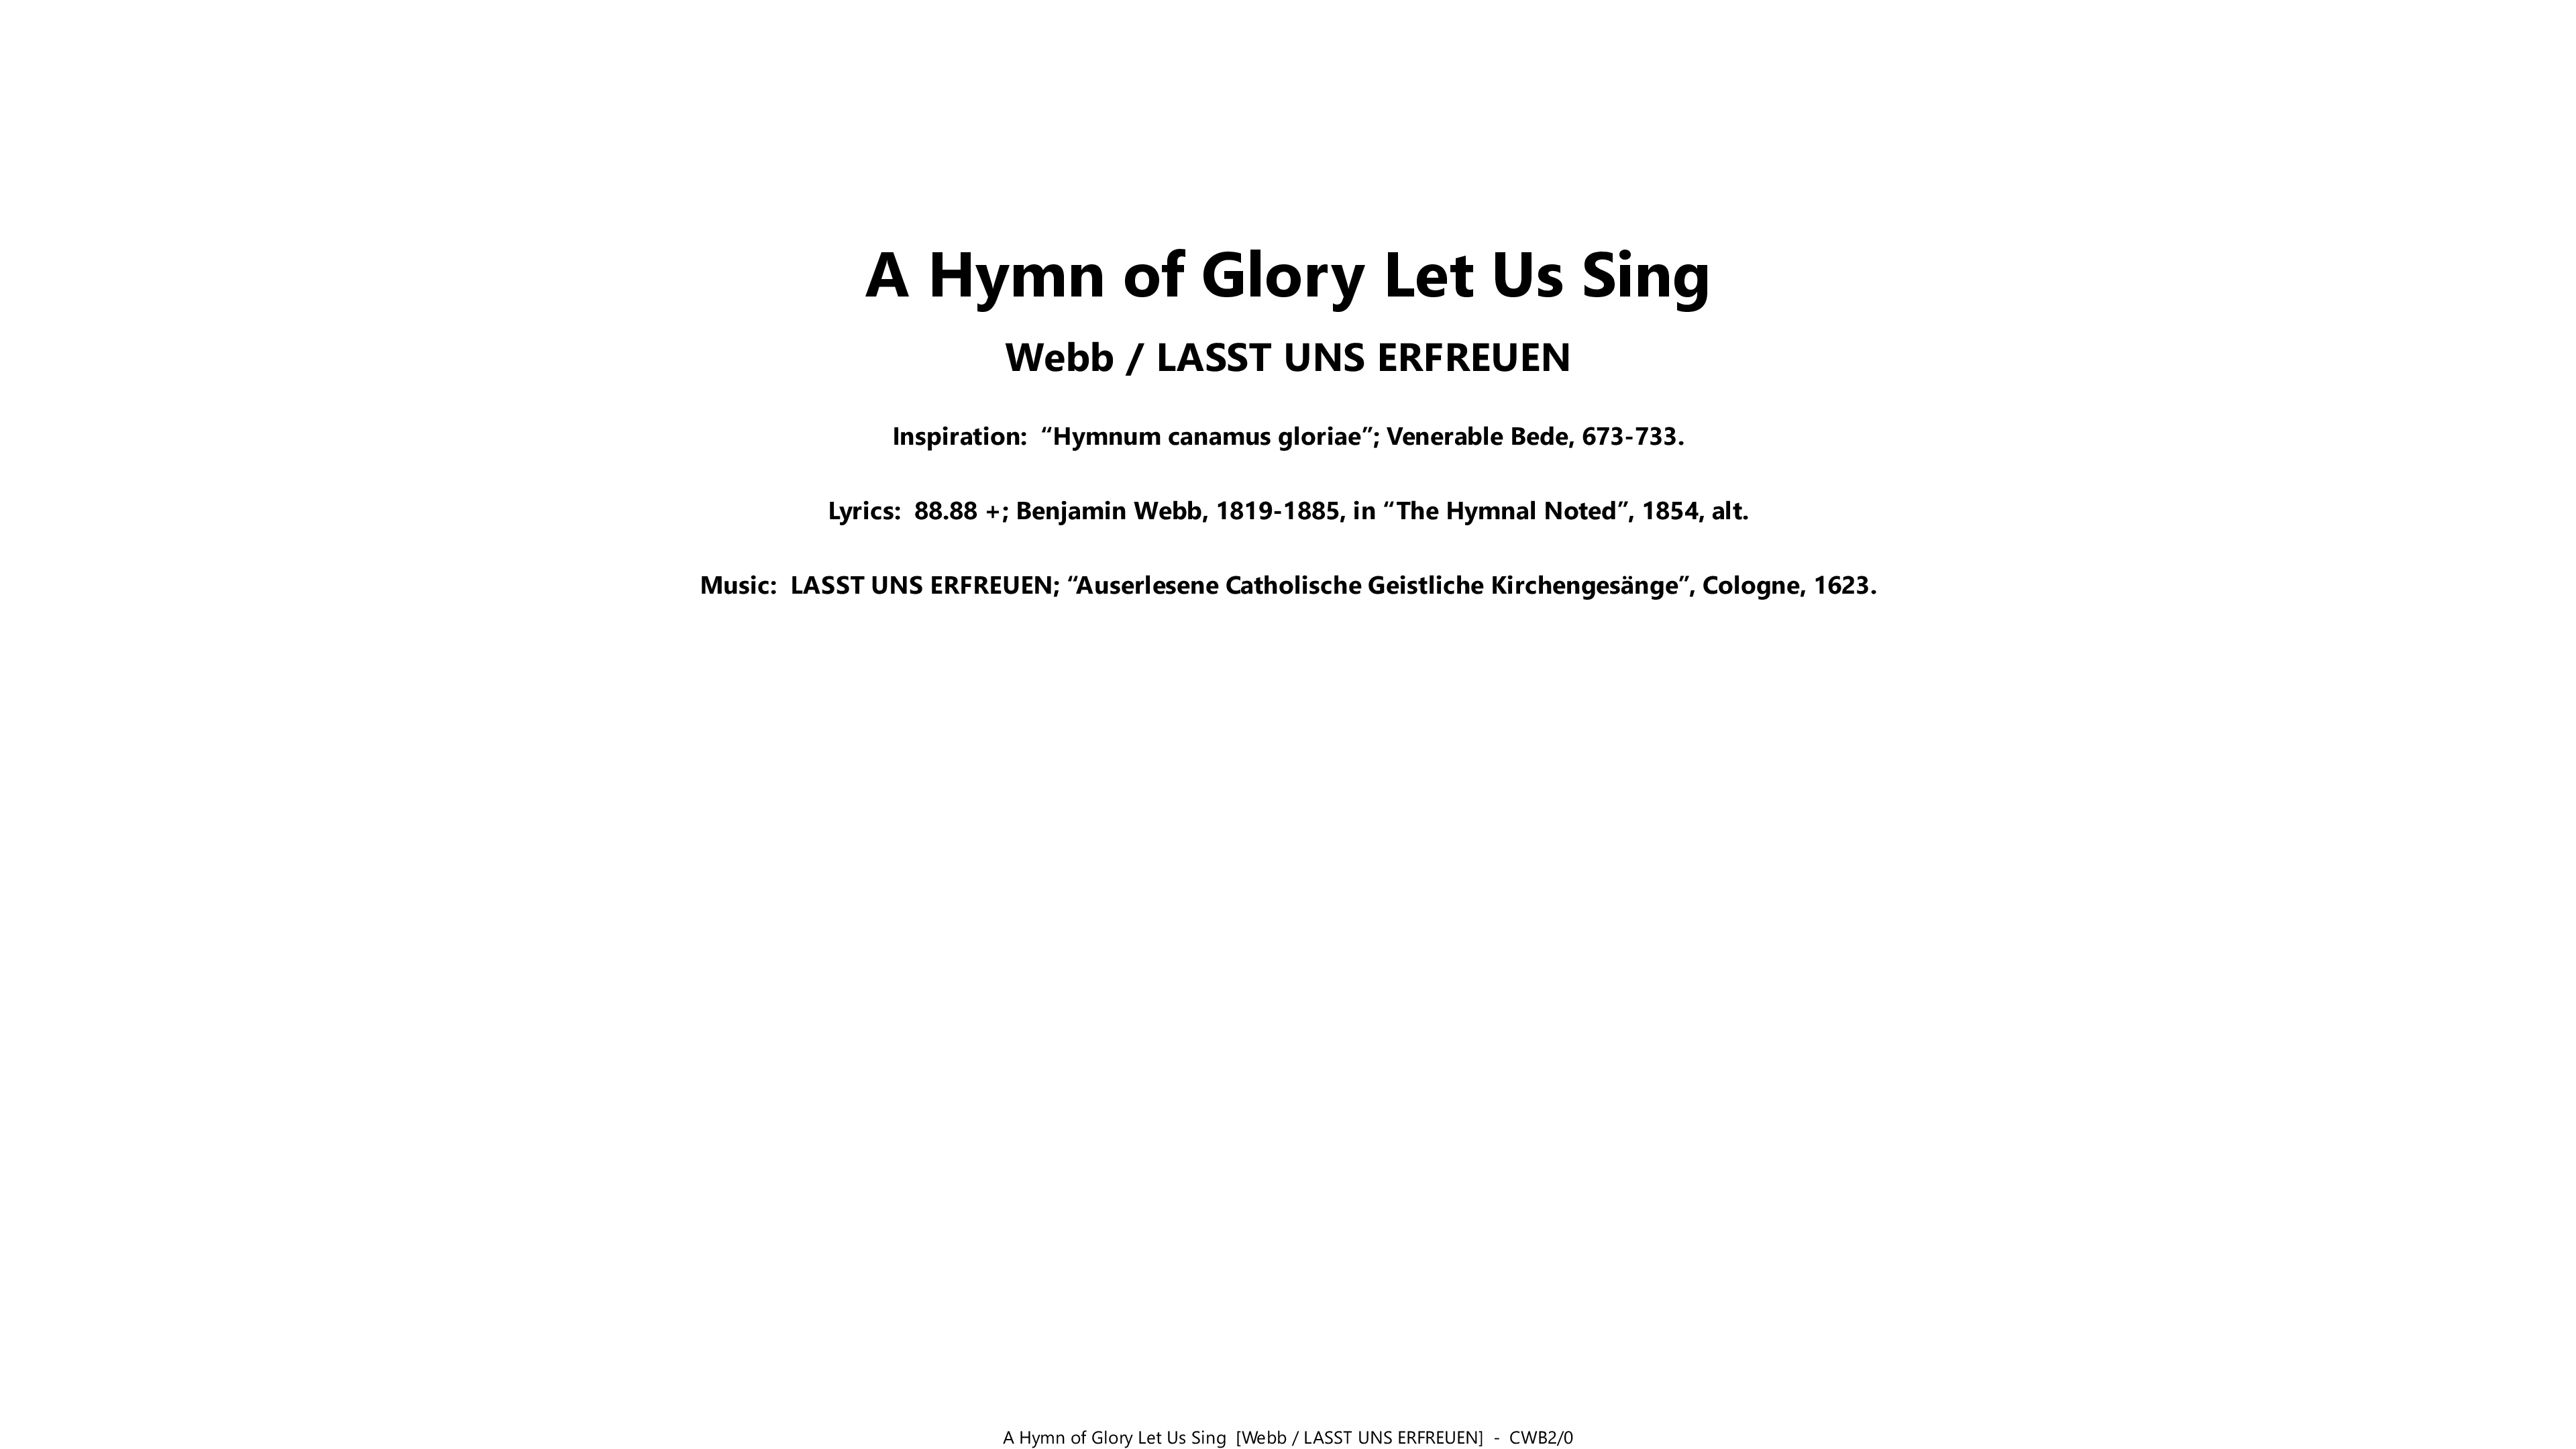 A Hymn of Glory Let Us Sing
Webb / LASST UNS ERFREUEN
Inspiration:  “Hymnum canamus gloriae”; Venerable Bede, 673-733.
Lyrics:  88.88 +; Benjamin Webb, 1819-1885, in “The Hymnal Noted”, 1854, alt.
Music:  LASST UNS ERFREUEN; “Auserlesene Catholische Geistliche Kirchengesänge”, Cologne, 1623.
A Hymn of Glory Let Us Sing  [Webb / LASST UNS ERFREUEN]  -  CWB2/0